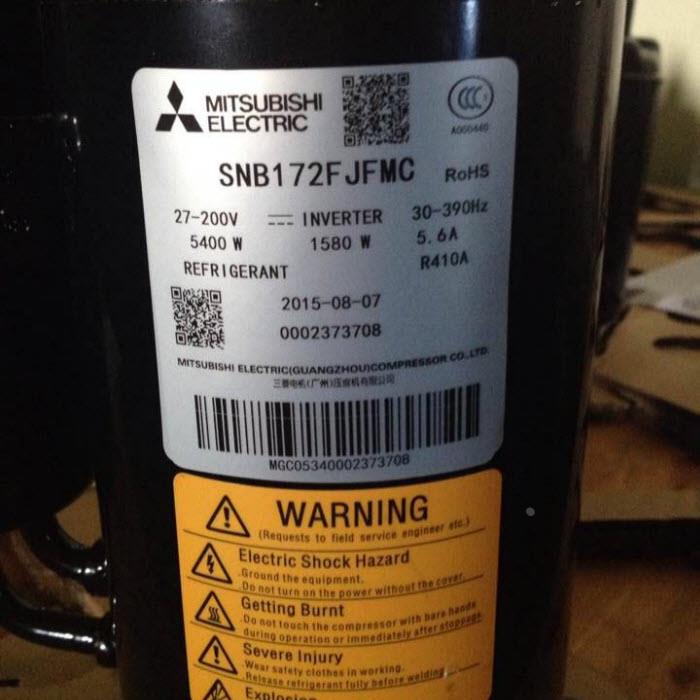 MITSUBISHI
ELECTRIC
CCC
A000440
SNB172FJFMC RoHS
27-200V INVERTER 30-390Hz
5400 W 1580 W 5.6A
REFRIGERANT R410A
2015-08-07
0002373708
MITSUBISHI ELECTRIC(GUANGZHOU)COMPRESSOR CO.,LTD.
三菱电机(广州)压缩机有限公司
MGC05340002373708
WARNING
(Requests to field service engineer etc.)
Electric Shock Hazard
.Ground the equipment.
.Do not turn on the power without the cover.
Getting Burnt
.Do not touch the compressor with bare hands
during operation or immediately after stoppage.
Severe Injury
.Wear safety clothes in working.
.Release refrigerant fully before welding
Explosion